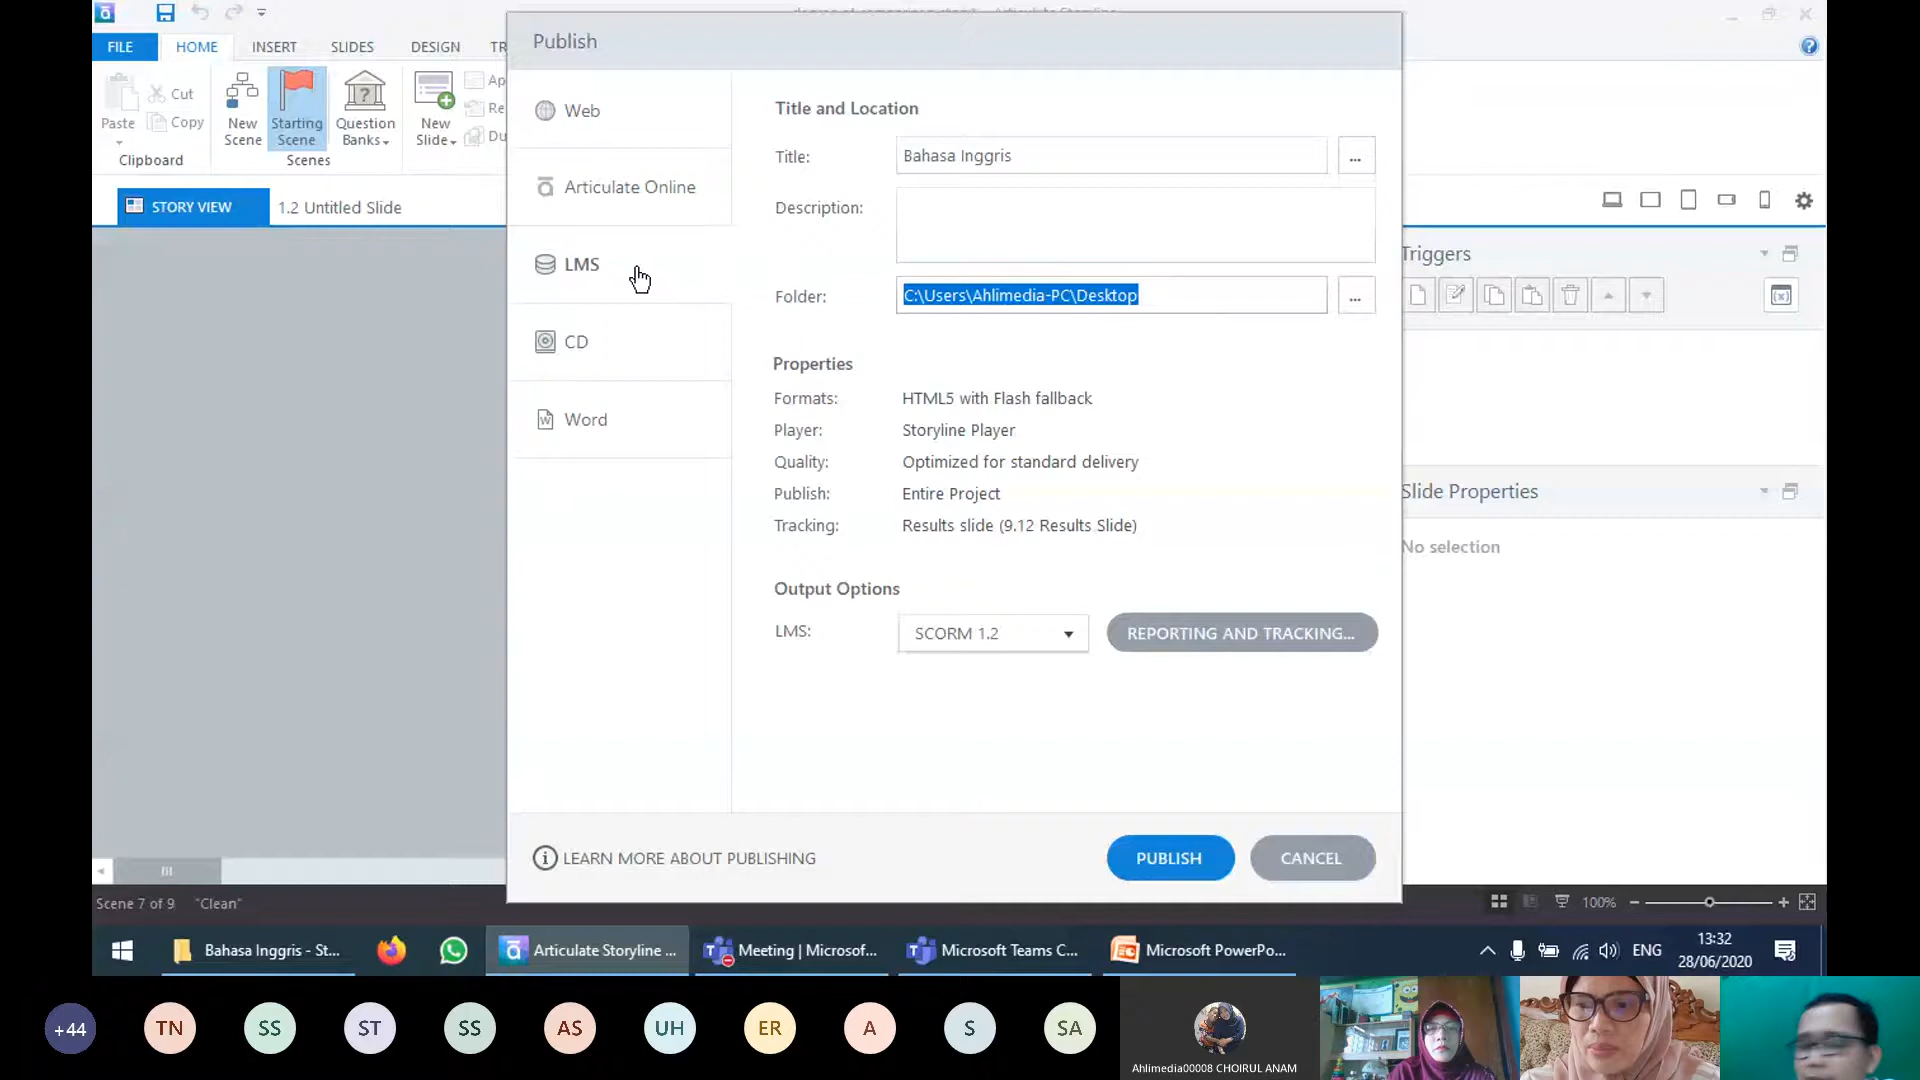 FILE
HOME
INSERT
SLIDES
DESIGN
TR
Paste
Cut
Copy
Clipboard
New Scene
Starting Scene
Question Banks
Scenes
New Slide
Ap
Re
Du
STORY VIEW
1.2 Untitled Slide
Publish
Web
Articulate Online
LMS
CD
Word
Title and Location
Title:
Bahasa Inggris
...
Description:
Folder:
C:\Users\Ahlimedia-PC\Desktop
...
Properties
Formats:
HTML5 with Flash fallback
Player:
Storyline Player
Quality:
Optimized for standard delivery
Publish:
Entire Project
Tracking:
Results slide (9.12 Results Slide)
Output Options
LMS:
SCORM 1.2
REPORTING AND TRACKING...
LEARN MORE ABOUT PUBLISHING
PUBLISH
CANCEL
Triggers
Slide Properties
No selection
Scene 7 of 9
"Clean"
100%
Bahasa Inggris - St...
Articulate Storyline ...
Meeting | Microsof...
Microsoft Teams C...
Microsoft PowerPo...
ENG
13:32
28/06/2020
+44
TN
SS
ST
SS
AS
UH
ER
A
S
SA
Ahlimedia00008 CHOIRUL ANAM